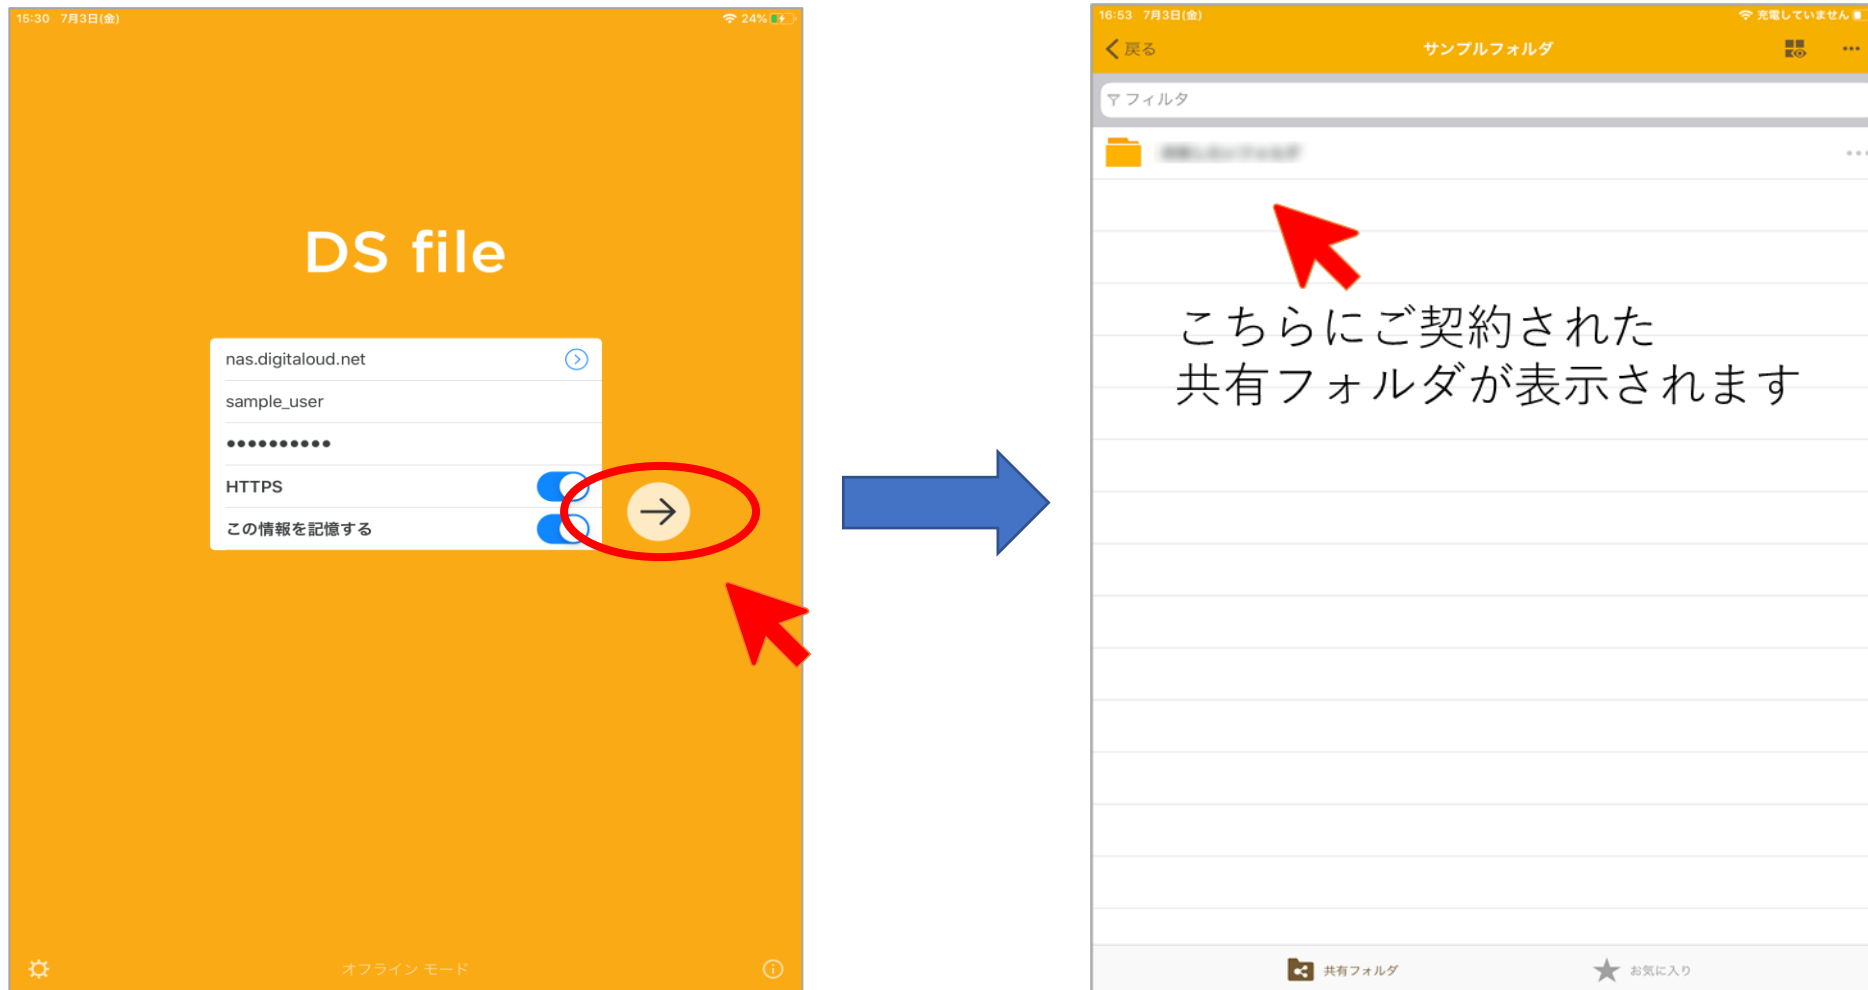 15:30 7月3日(金)
24%
DS file
nas.digitaloud.net
sample_user
••••••••••
HTTPS
この情報を記憶する
オフライン モード
16:53 7月3日(金)
充電していません
戻る
サンプルフォルダ
フィルタ
こちらにご契約された
共有フォルダが表示されます
共有フォルダ
お気に入り